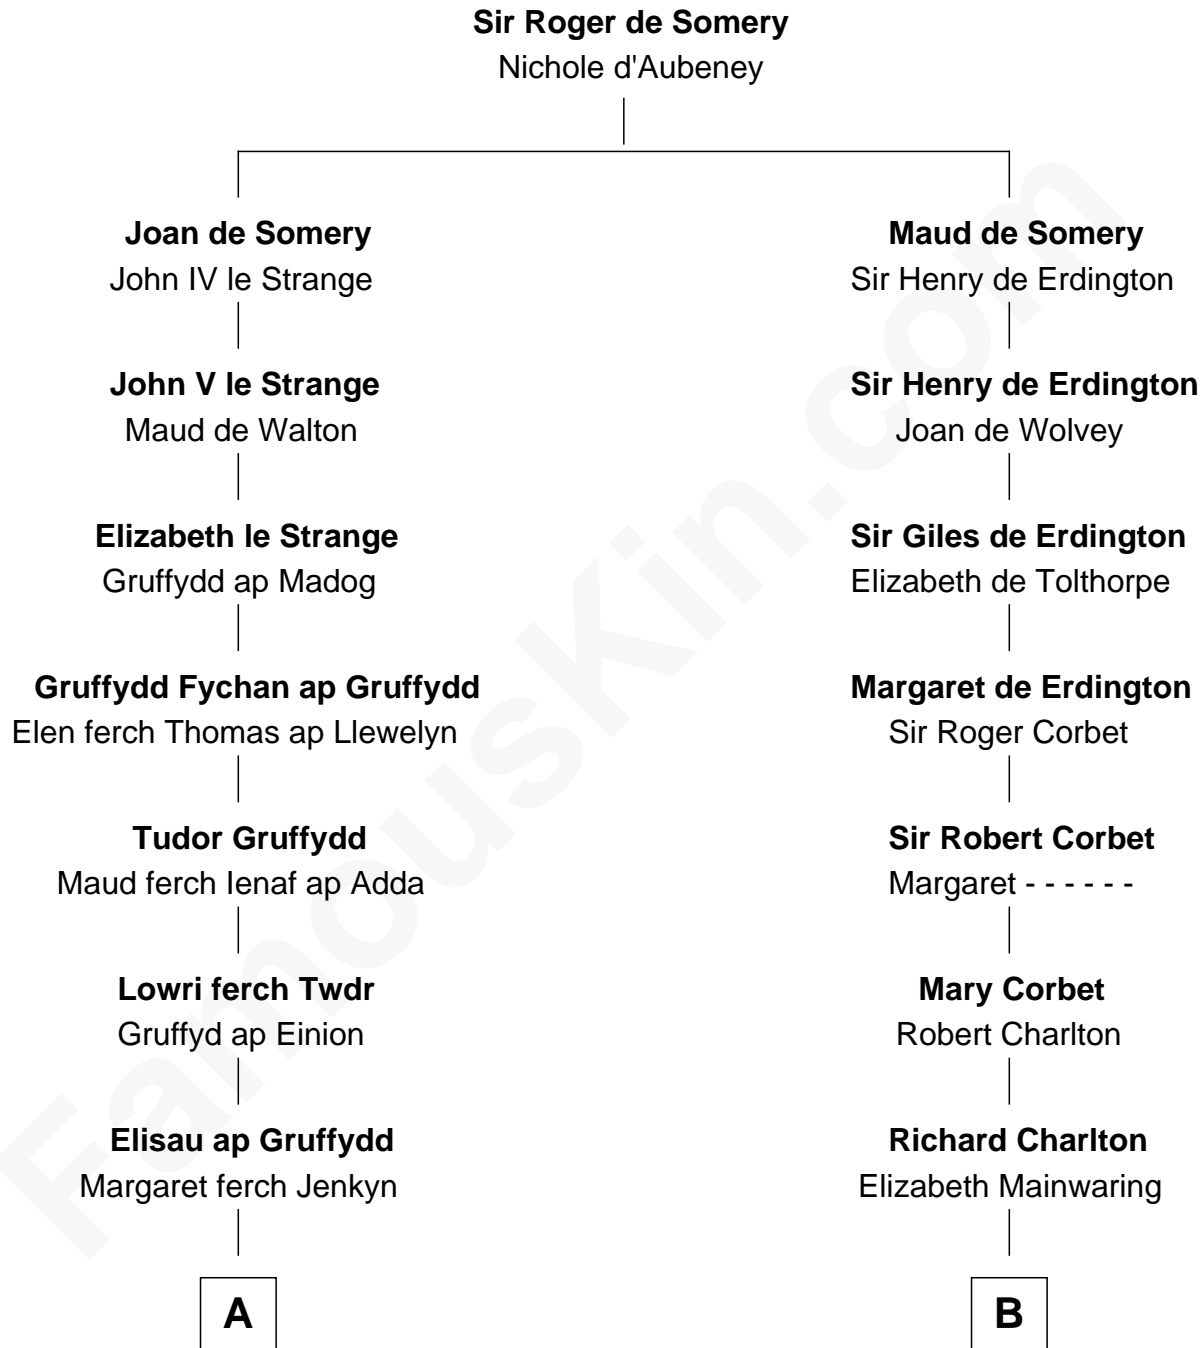 Sir Roger de Somery
Nichole d'Aubeney
Joan de Somery
John IV le Strange
John V le Strange
Maud de Walton
Elizabeth le Strange
Gruffydd ap Madog
Gruffydd Fychan ap Gruffydd
Elen ferch Thomas ap Llewelyn
Tudor Gruffydd
Maud ferch Ienaf ap Adda
Lowri ferch Twdr
Gruffyd ap Einion
Elisau ap Gruffydd
Margaret ferch Jenkyn
A
Maud de Somery
Sir Henry de Erdington
Sir Henry de Erdington
Joan de Wolvey
Sir Giles de Erdington
Elizabeth de Tolthorpe
Margaret de Erdington
Sir Roger Corbet
Sir Robert Corbet
Margaret - - - - - -
Mary Corbet
Robert Charlton
Richard Charlton
Elizabeth Mainwaring
B
FamousKin.com